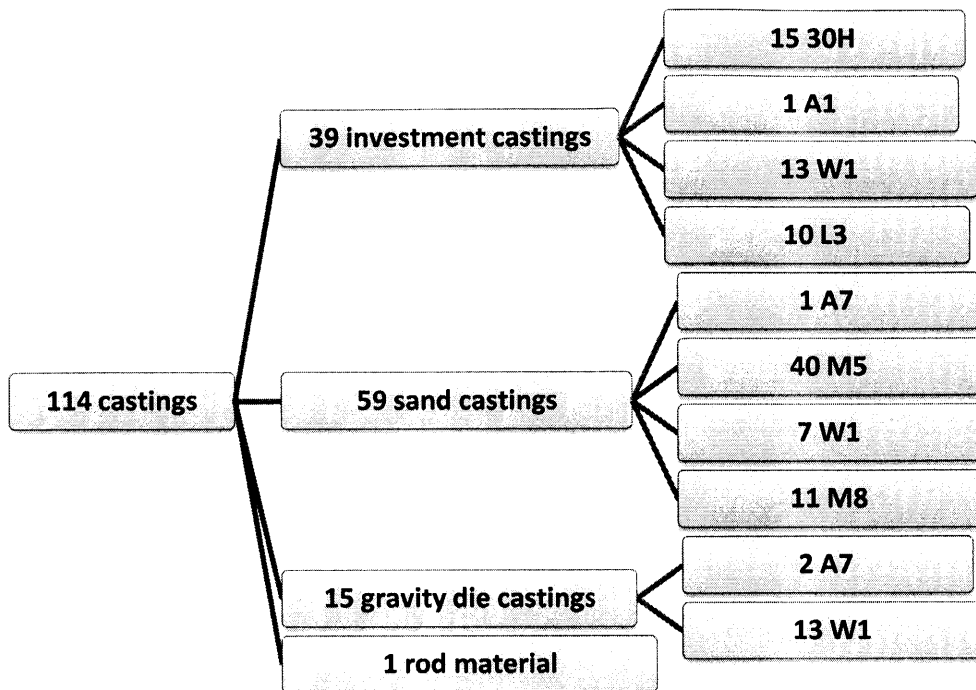 114 castings
39 investment castings
15 30H
1 A1
13 W1
10 L3
59 sand castings
1 A7
40 M5
7 W1
11 M8
15 gravity die castings
2 A7
13 W1
1 rod material